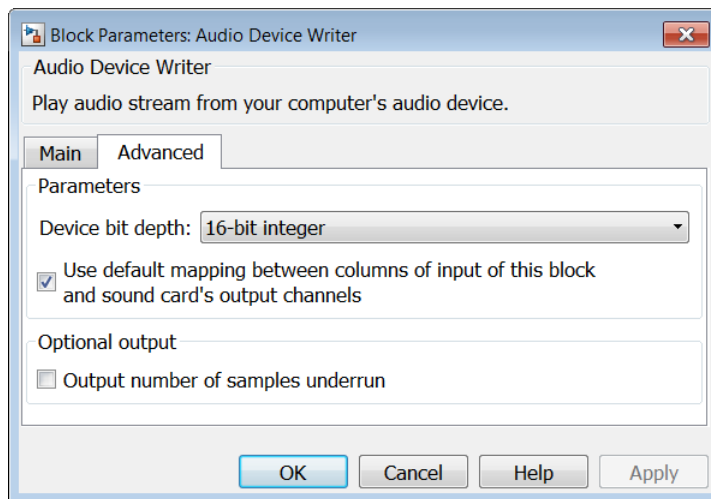 Block Parameters: Audio Device Writer
Audio Device Writer
Play audio stream from your computer's audio device.
Main Advanced
Parameters
Device bit depth: 16-bit integer
Use default mapping between columns of input of this block
and sound card's output channels
Optional output
Output number of samples underrun
OK Cancel Help Apply